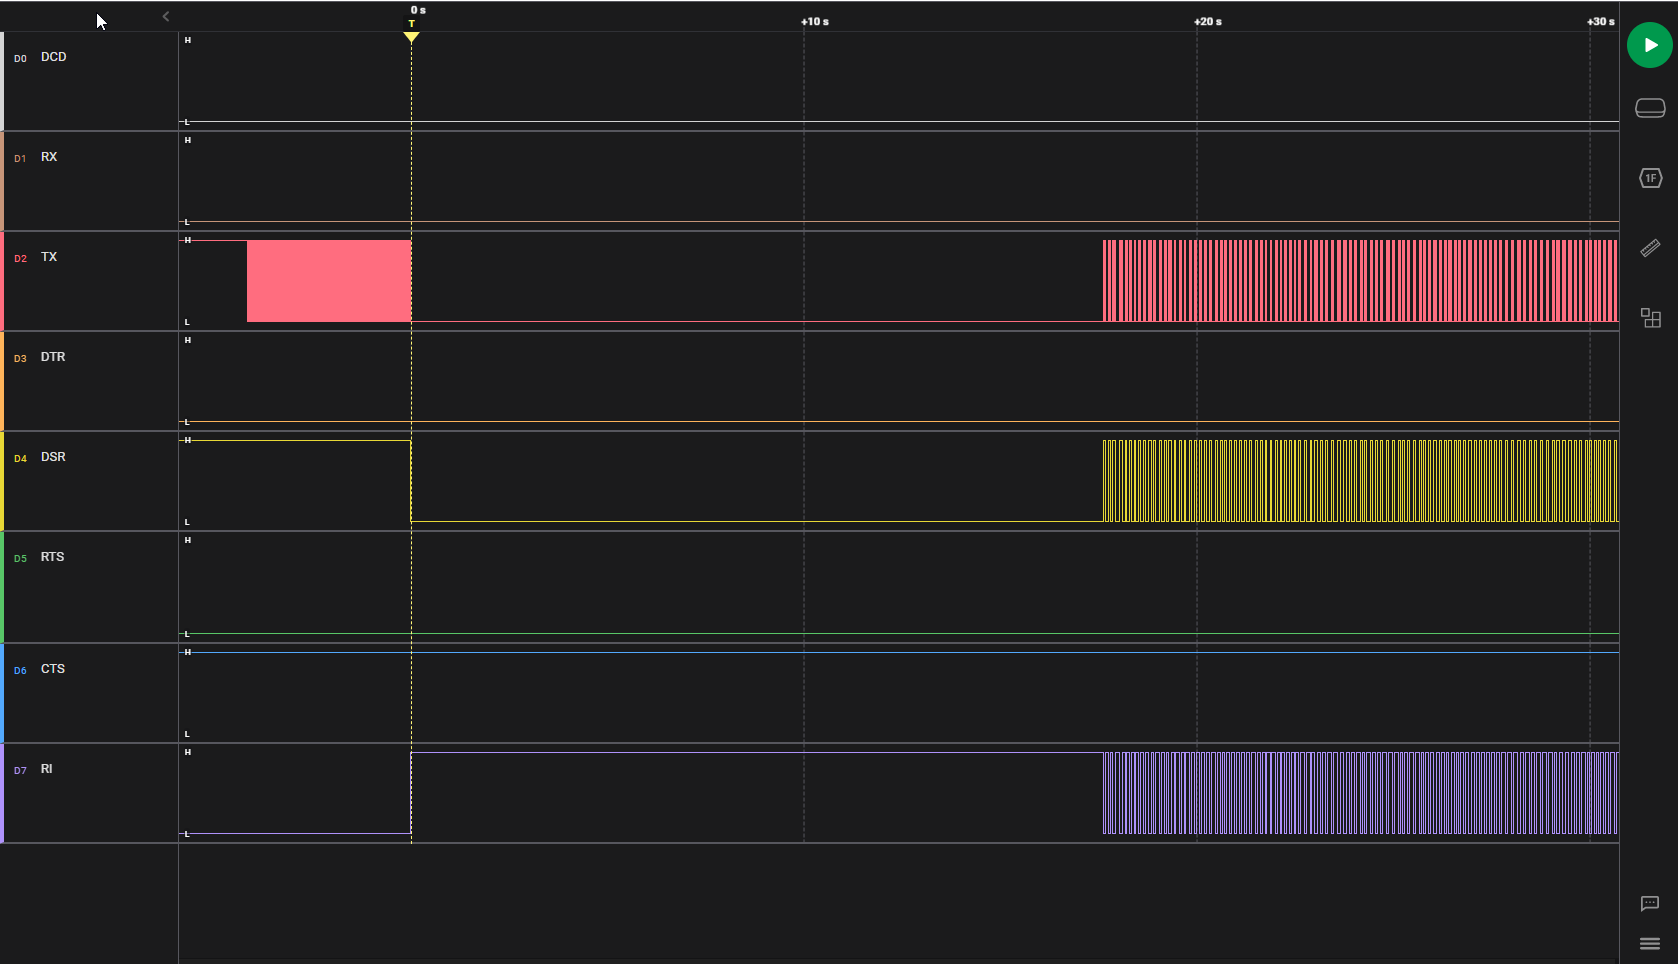 0 s
T
+10 s
+20 s
+30 s
H
D0 DCD
L
H
D1 RX
L
H
D2 TX
L
H
D3 DTR
L
H
D4 DSR
L
H
D5 RTS
L
H
D6 CTS
L
H
D7 RI
L
1F